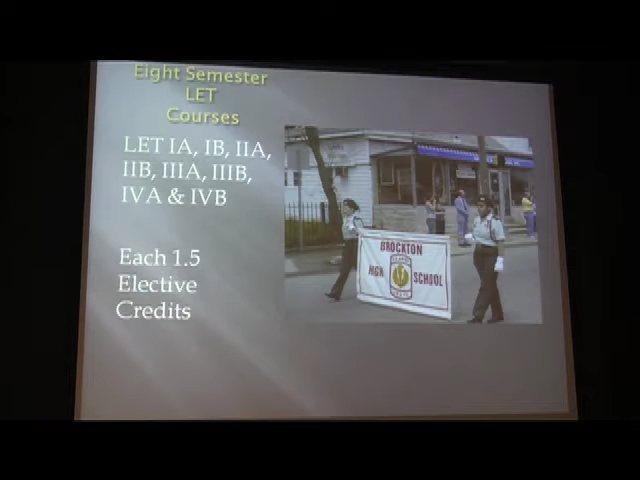 Eight Semester
LET
Courses
LET IA, IB, IIA,
IIB, IIIA, IIIB,
IVA & IVB
Each 1.5
Elective
Credits
BROCKTON
HIGH SCHOOL